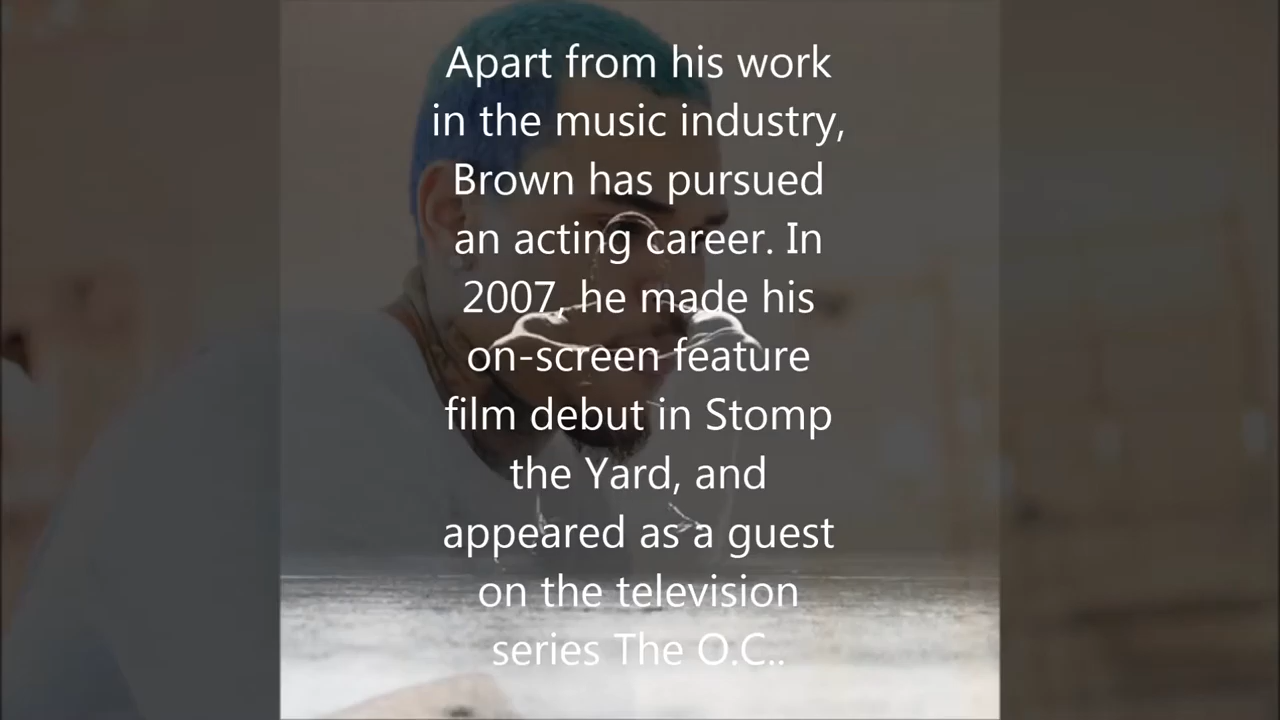 Apart from his work
in the music industry,
Brown has pursued
an acting career. In
2007, he made his
on-screen feature
film debut in Stomp
the Yard, and
appeared as a guest
on the television
series The O.C..